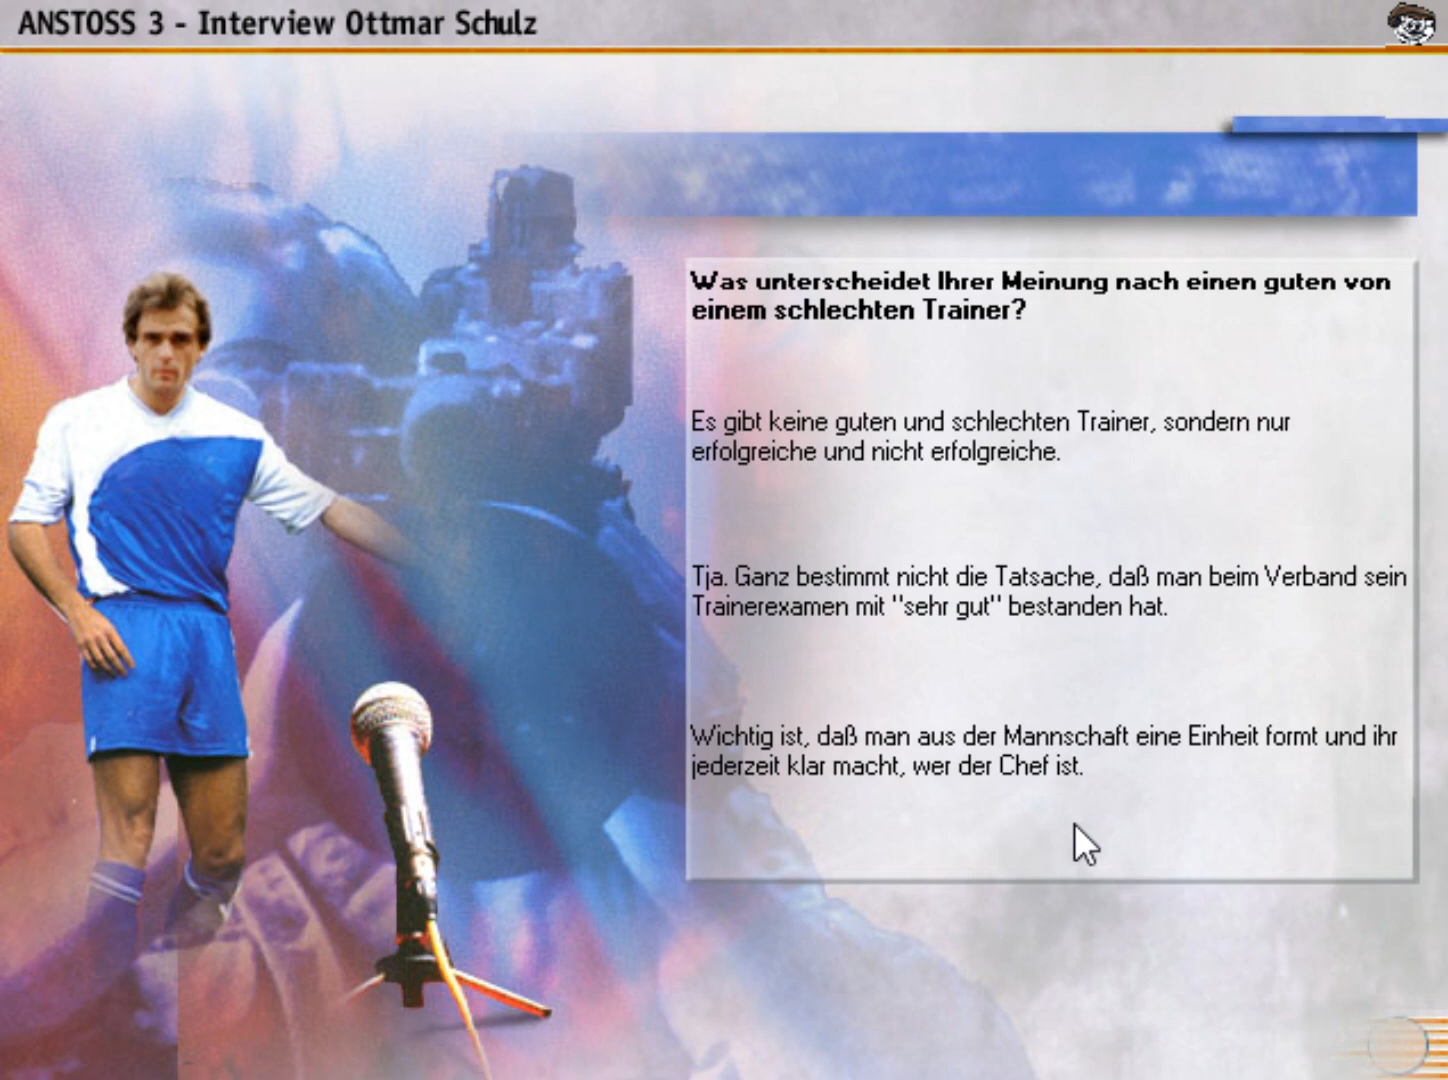 ANSTOSS 3 - Interview Ottmar Schulz
Was unterscheidet Ihrer Meinung nach einen guten von
einem schlechten Trainer?
Es gibt keine guten und schlechten Trainer, sondern nur
erfolgreiche und nicht erfolgreiche.
Tja. Ganz bestimmt nicht die Tatsache, daß man beim Verband sein
Trainerexamen mit "sehr gut" bestanden hat.
Wichtig ist, daß man aus der Mannschaft eine Einheit formt und ihr
jederzeit klar macht, wer der Chef ist.